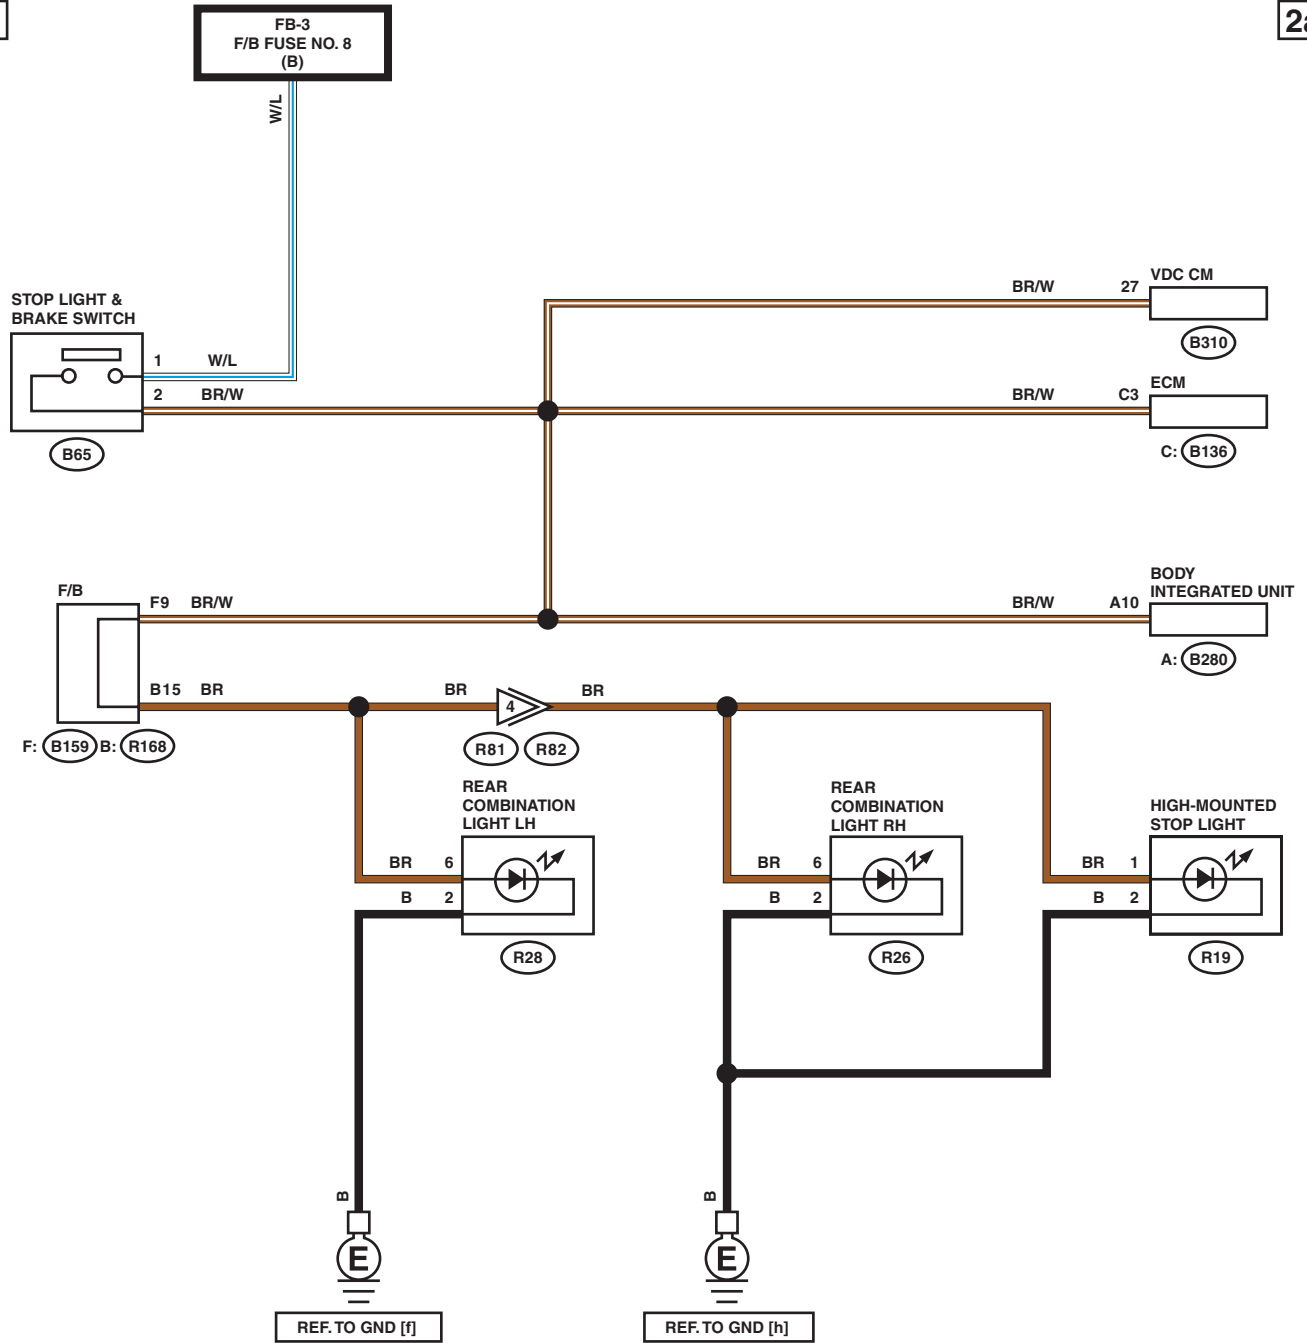 FB-3
F/B FUSE NO. 8
(B)
W/L
VDC CM
BR/W 27
B310
STOP LIGHT &
BRAKE SWITCH
1 W/L
2 BR/W
B65
ECM
BR/W C3
C: B136
F/B
F9 BR/W
BODY
INTEGRATED UNIT
BR/W A10
A: B280
B15 BR
BR 4 BR
F: B159 B: R168
R81 R82
REAR
COMBINATION
LIGHT LH
BR 6
B 2
R28
REAR
COMBINATION
LIGHT RH
BR 6
B 2
R26
HIGH-MOUNTED
STOP LIGHT
BR 1
B 2
R19
B
E
REF. TO GND [f]
B
E
REF. TO GND [h]